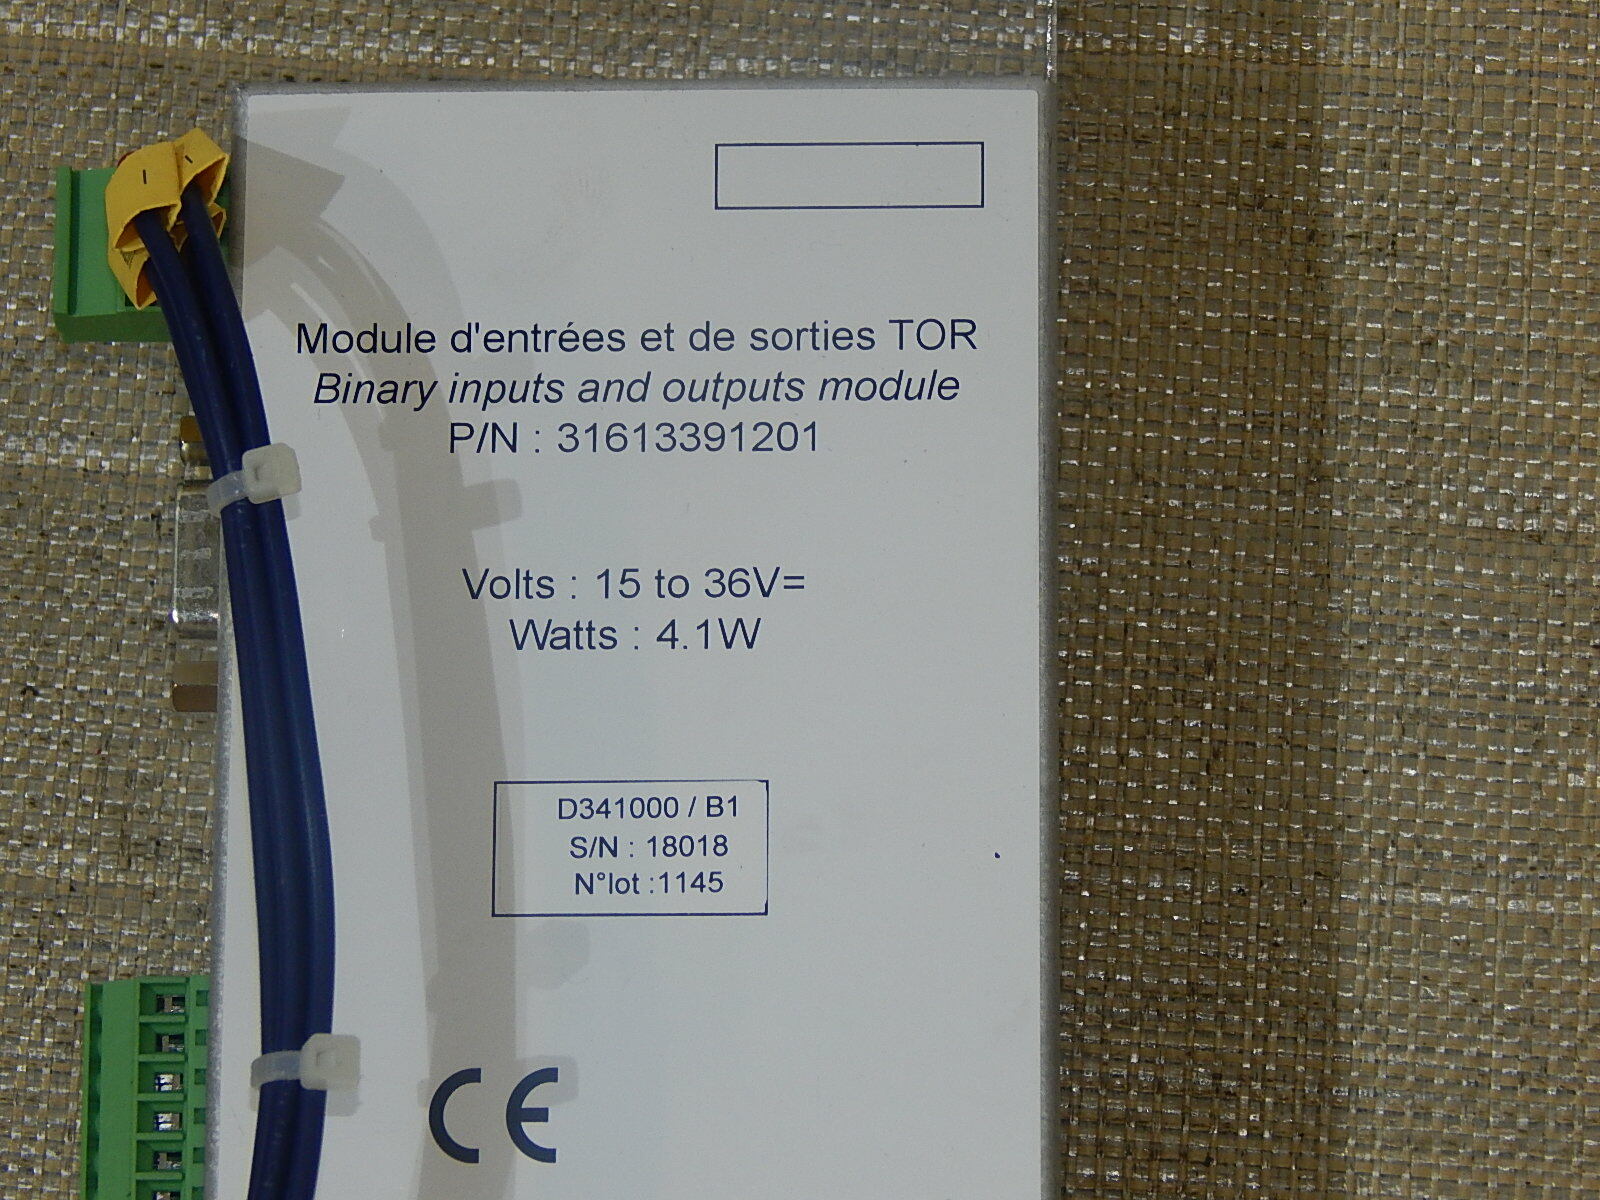 Module d'entrées et de sorties TOR
Binary inputs and outputs module
P/N : 31613391201
Volts : 15 to 36V=
Watts : 4.1W
D341000 / B1
S/N : 18018
N°lot :1145
CE